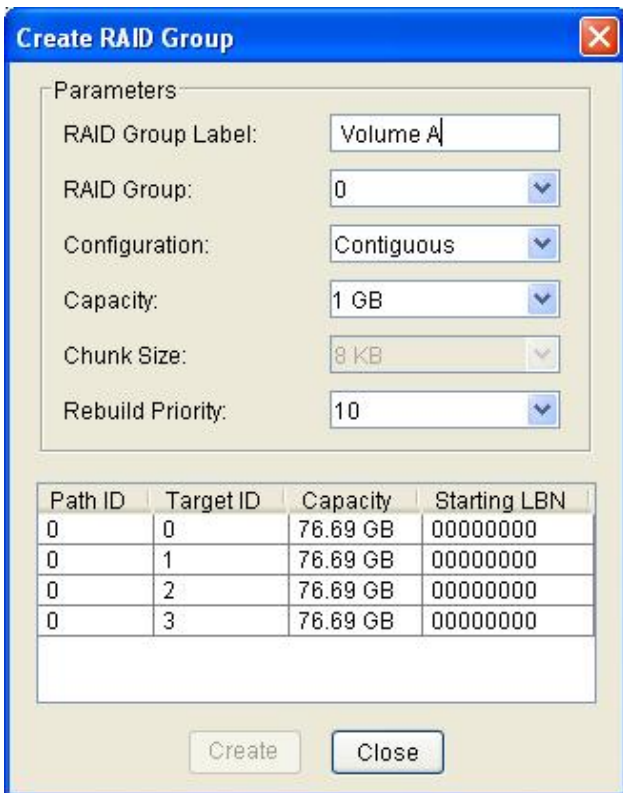 Create RAID Group
Parameters
RAID Group Label: Volume A
RAID Group: 0
Configuration: Contiguous
Capacity: 1 GB
Chunk Size: 8 KB
Rebuild Priority: 10
Path ID Target ID Capacity Starting LBN
0 0 76.69 GB 00000000
0 1 76.69 GB 00000000
0 2 76.69 GB 00000000
0 3 76.69 GB 00000000
Create Close